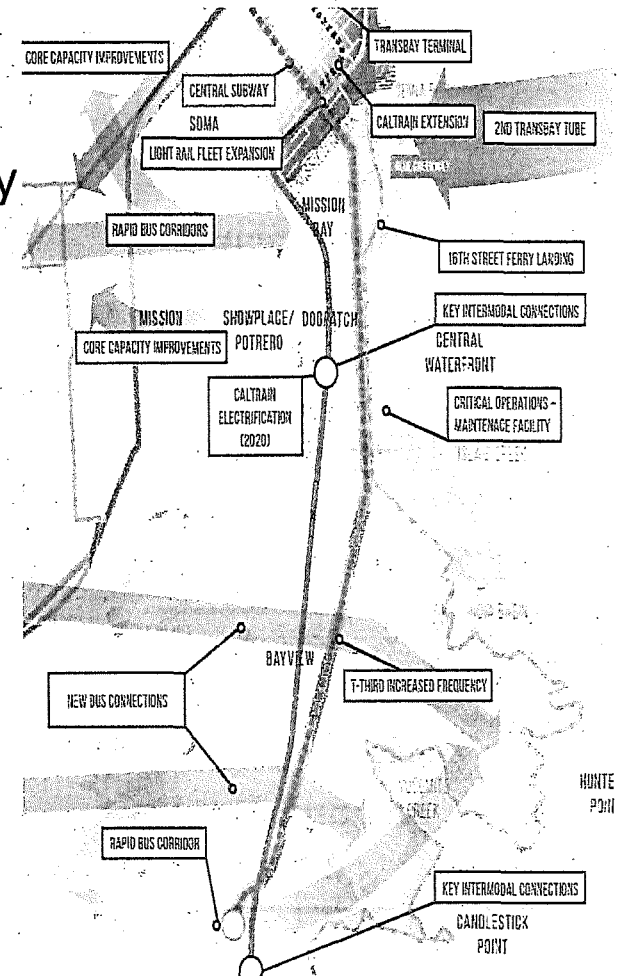 TRANSBAY TERMINAL
CORE CAPACITY IMPROVEMENTS
CENTRAL SUBWAY
CALTRAIN EXTENSION
2ND TRANSBAY TUBE
SOMA
LIGHT RAIL FLEET EXPANSION
y
MISSION
BAY
RAPID BUS CORRIDORS
16TH STREET FERRY LANDING
KEY INTERMODAL CONNECTIONS
MISSION
SHOWPLACE/
POTRERO
DOGPATCH
CENTRAL
WATERFRONT
CORE CAPACITY IMPROVEMENTS
CALTRAIN
ELECTRIFICATION
(2020)
CRITICAL OPERATIONS -
MAINTENACE FACILITY
BAYVIEW
T-THIRD INCREASED FREQUENCY
NEW BUS CONNECTIONS
HUNTE
POIN
CREEK
RAPID BUS CORRIDOR
KEY INTERMODAL CONNECTIONS
CANDLESTICK
POINT